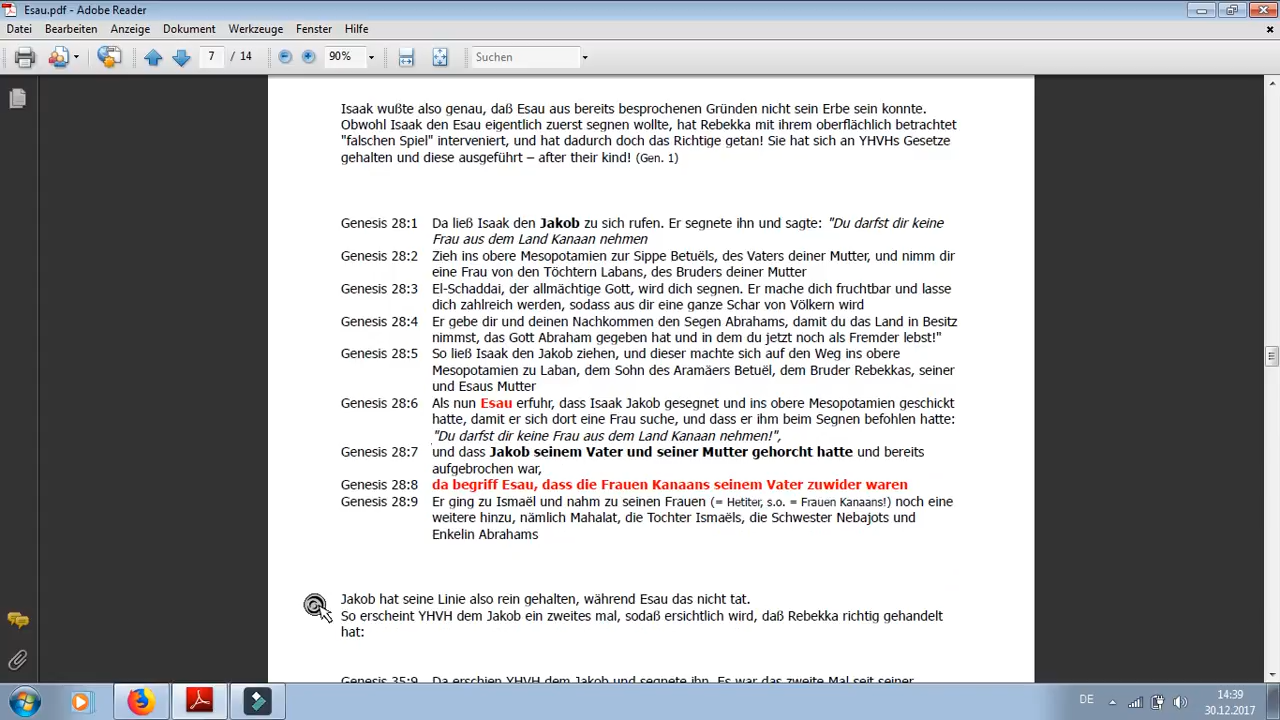 Esau.pdf - Adobe Reader
Datei Bearbeiten Anzeige Dokument Werkzeuge Fenster Hilfe
7 / 14 90% Suchen
Isaak wußte also genau, daß Esau aus bereits besprochenen Gründen nicht sein Erbe sein konnte.
Obwohl Isaak den Esau eigentlich zuerst segnen wollte, hat Rebekka mit ihrem oberflächlich betrachtet
"falschen Spiel" interveniert, und hat dadurch doch das Richtige getan! Sie hat sich an YHVHs Gesetze
gehalten und diese ausgeführt – after their kind! (Gen. 1)
Genesis 28:1 Da ließ Isaak den Jakob zu sich rufen. Er segnete ihn und sagte: "Du darfst dir keine
Frau aus dem Land Kanaan nehmen
Genesis 28:2 Zieh ins obere Mesopotamien zur Sippe Betuëls, des Vaters deiner Mutter, und nimm dir
eine Frau von den Töchtern Labans, des Bruders deiner Mutter
Genesis 28:3 El-Schaddai, der allmächtige Gott, wird dich segnen. Er mache dich fruchtbar und lasse
dich zahlreich werden, sodass aus dir eine ganze Schar von Völkern wird
Genesis 28:4 Er gebe dir und deinen Nachkommen den Segen Abrahams, damit du das Land in Besitz
nimmst, das Gott Abraham gegeben hat und in dem du jetzt noch als Fremder lebst!"
Genesis 28:5 So ließ Isaak den Jakob ziehen, und dieser machte sich auf den Weg ins obere
Mesopotamien zu Laban, dem Sohn des Aramäers Betuël, dem Bruder Rebekkas, seiner
und Esaus Mutter
Genesis 28:6 Als nun Esau erfuhr, dass Isaak Jakob gesegnet und ins obere Mesopotamien geschickt
hatte, damit er sich dort eine Frau suche, und dass er ihm beim Segnen befohlen hatte:
"Du darfst dir keine Frau aus dem Land Kanaan nehmen!",
Genesis 28:7 und dass Jakob seinem Vater und seiner Mutter gehorcht hatte und bereits
aufgebrochen war,
Genesis 28:8 da begriff Esau, dass die Frauen Kanaans seinem Vater zuwider waren
Genesis 28:9 Er ging zu Ismaël und nahm zu seinen Frauen (= Hetiter, s.o. = Frauen Kanaans!) noch eine
weitere hinzu, nämlich Mahalat, die Tochter Ismaëls, die Schwester Nebajots und
Enkelin Abrahams
Jakob hat seine Linie also rein gehalten, während Esau das nicht tat.
So erscheint YHVH dem Jakob ein zweites mal, sodaß ersichtlich wird, daß Rebekka richtig gehandelt
hat:
Genesis 35:9 Da erschien YHVH dem Jakob und segnete ihn. Es war das zweite Mal seit seiner
DE 14:39
30.12.2017